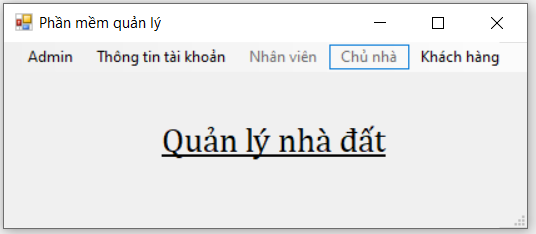 Phần mềm quản lý
Admin Thông tin tài khoản Nhân viên Chủ nhà Khách hàng
Quản lý nhà đất